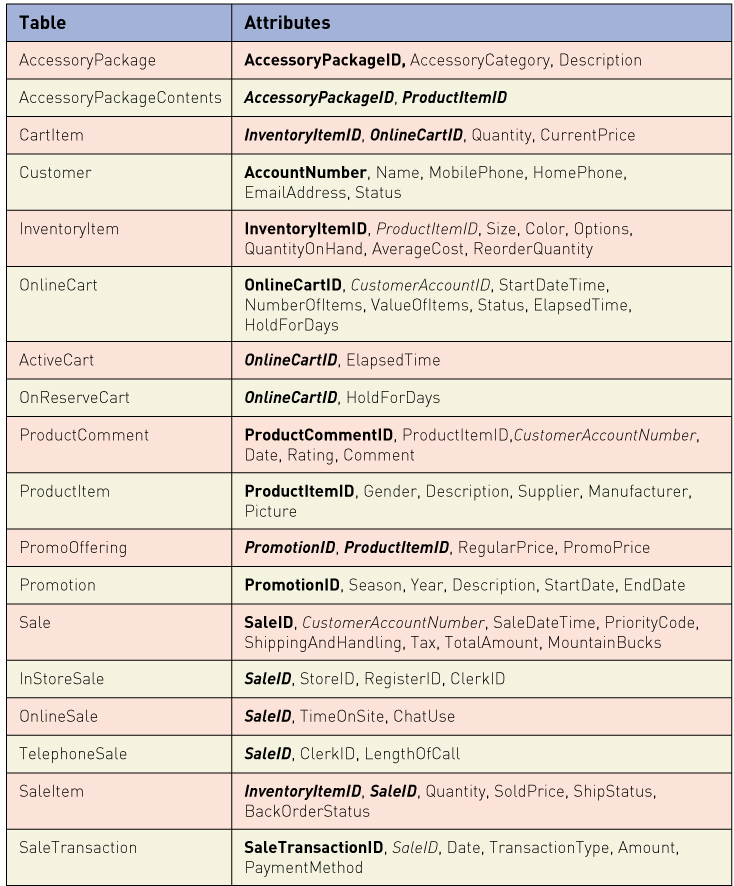 Table Attributes
AccessoryPackage AccessoryPackageID, AccessoryCategory, Description
AccessoryPackageContents AccessoryPackageID, ProductItemID
CartItem InventoryItemID, OnlineCartID, Quantity, CurrentPrice
Customer AccountNumber, Name, MobilePhone, HomePhone,
EmailAddress, Status
InventoryItem InventoryItemID, ProductItemID, Size, Color, Options,
QuantityOnHand, AverageCost, ReorderQuantity
OnlineCart OnlineCartID, CustomerAccountID, StartDateTime,
NumberOfItems, ValueOfItems, Status, ElapsedTime,
HoldForDays
ActiveCart OnlineCartID, ElapsedTime
OnReserveCart OnlineCartID, HoldForDays
ProductComment ProductCommentID, ProductItemID,CustomerAccountNumber,
Date, Rating, Comment
ProductItem ProductItemID, Gender, Description, Supplier, Manufacturer,
Picture
PromoOffering PromotionID, ProductItemID, RegularPrice, PromoPrice
Promotion PromotionID, Season, Year, Description, StartDate, EndDate
Sale SaleID, CustomerAccountNumber, SaleDateTime, PriorityCode,
ShippingAndHandling, Tax, TotalAmount, MountainBucks
InStoreSale SaleID, StoreID, RegisterID, ClerkID
OnlineSale SaleID, TimeOnSite, ChatUse
TelephoneSale SaleID, ClerkID, LengthOfCall
SaleItem InventoryItemID, SaleID, Quantity, SoldPrice, ShipStatus,
BackOrderStatus
SaleTransaction SaleTransactionID, SaleID, Date, TransactionType, Amount,
PaymentMethod